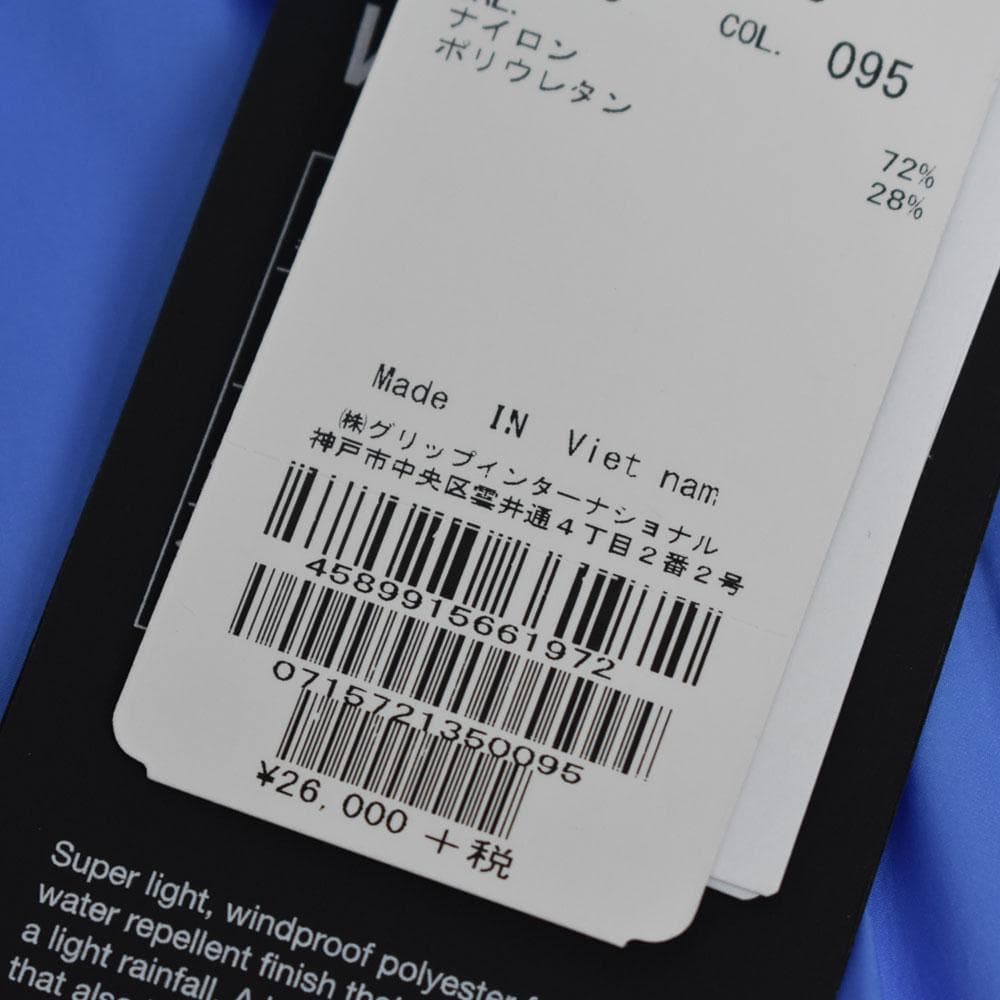 COL. 095
ナイロン
ポリウレタン
72%
28%
Made IN Viet nam
㈱グリップインターナショナル
神戸市中央区雲井通4丁目2番2号
4589915661972
0715721350095
¥26,000 +税
Super light, windproof polyester
water repellent finish that
a light rainfall.
that also